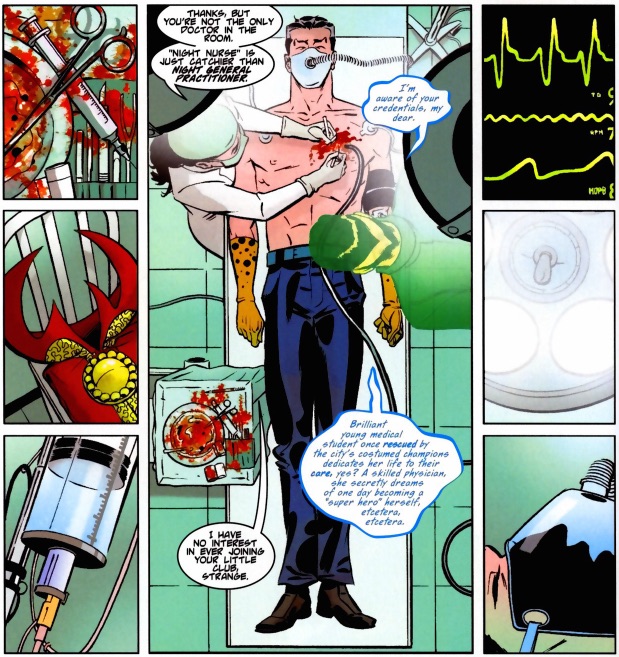 THANKS, BUT
YOU'RE NOT THE ONLY
DOCTOR IN THE
ROOM.
"NIGHT NURSE" IS
JUST CATCHIER THAN
NIGHT GENERAL
PRACTITIONER.
I'm
aware of your
credentials, my
dear.
TD
RPM
Brilliant
young medical
student once rescued by
the city's costumed champions
dedicates her life to their
care, yes? A skilled physician,
she secretly dreams
of one day becoming a
"super hero" herself,
etcetera,
etcetera.
I HAVE
NO INTEREST
IN EVER JOINING
YOUR LITTLE
CLUB,
STRANGE.